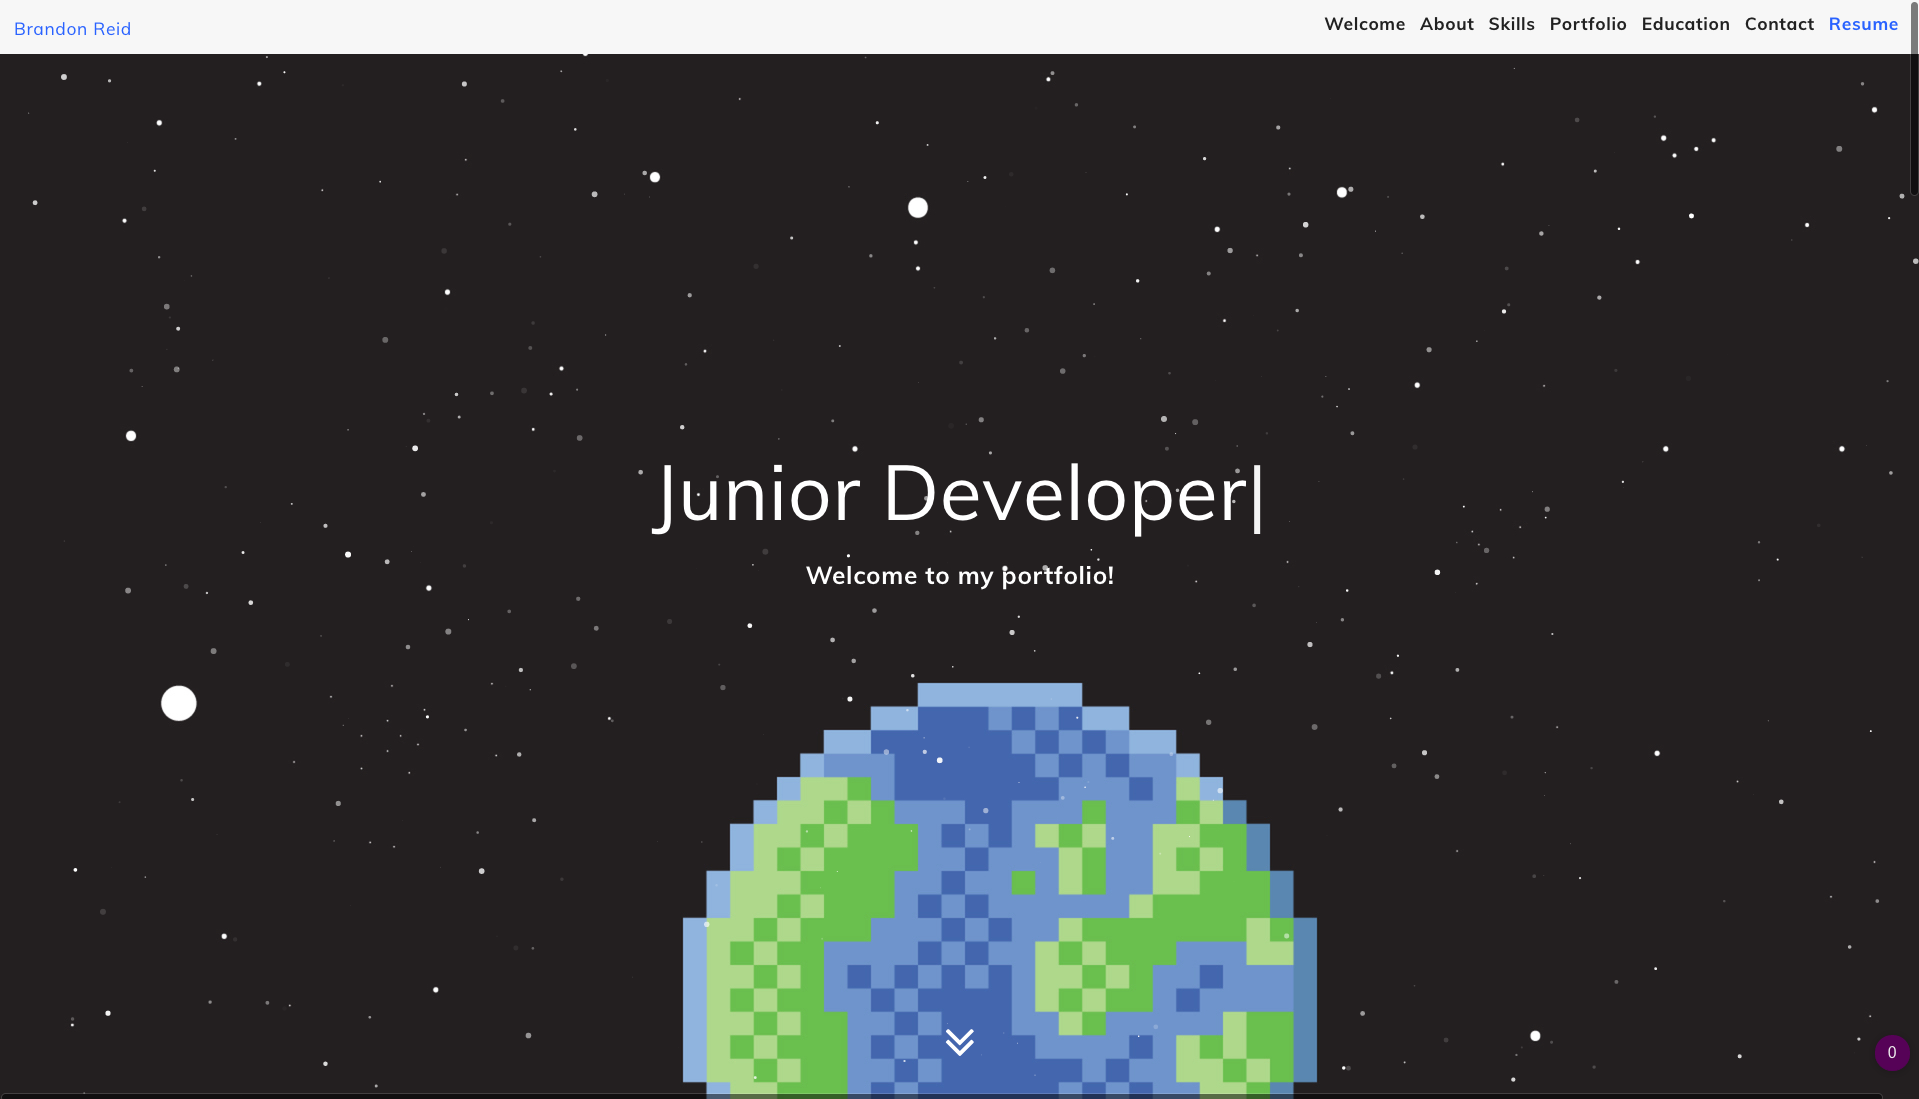 Brandon Reid
Welcome About Skills Portfolio Education Contact Resume
Junior Developer|
Welcome to my portfolio!
0